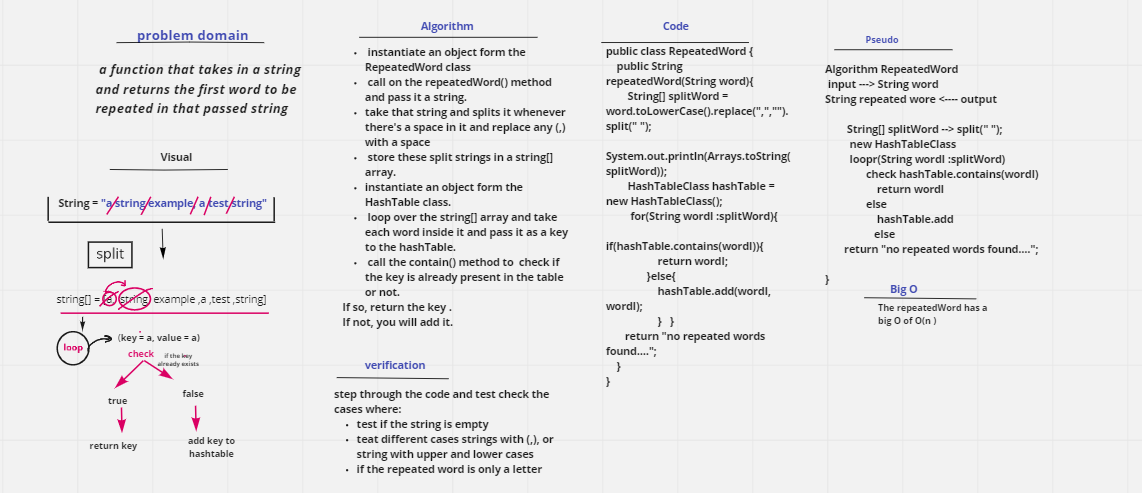 problem domain
a function that takes in a string
and returns the first word to be
repeated in that passed string
Visual
String = "a string example, a test string"
split
string[] = [a, string, example ,a ,test ,string]
loop
(key = a, value = a)
check
if the key
already exists
true
false
return key
add key to
hashtable
Algorithm
• instantiate an object form the
RepeatedWord class
• call on the repeatedWord() method
and pass it a string.
• take that string and splits it whenever
there's a space in it and replace any (,)
with a space
• store these split strings in a string[]
array.
• instantiate an object form the
HashTable class.
• loop over the string[] array and take
each word inside it and pass it as a key
to the hashTable.
• call the contain() method to check if
the key is already present in the table
or not.
If so, return the key .
If not, you will add it.
verification
step through the code and test check the
cases where:
• test if the string is empty
• teat different cases strings with (,), or
string with upper and lower cases
• if the repeated word is only a letter
Code
public class RepeatedWord {
public String
repeatedWord(String word){
String[] splitWord =
word.toLowerCase().replace(",","").
split(" ");
System.out.println(Arrays.toString(
splitWord));
HashTableClass hashTable =
new HashTableClass();
for(String wordl :splitWord){
if(hashTable.contains(wordl)){
return wordl;
}else{
hashTable.add(wordl,
wordl);
} }
return "no repeated words
found....";
}
}
Pseudo
Algorithm RepeatedWord
input ---> String word
String repeated wore <---- output
String[] splitWord --> split(" ");
new HashTableClass
loopr(String wordl :splitWord)
check hashTable.contains(wordl)
return wordl
else
hashTable.add
else
return "no repeated words found....";
}
Big O
The repeatedWord has a
big O of O(n )